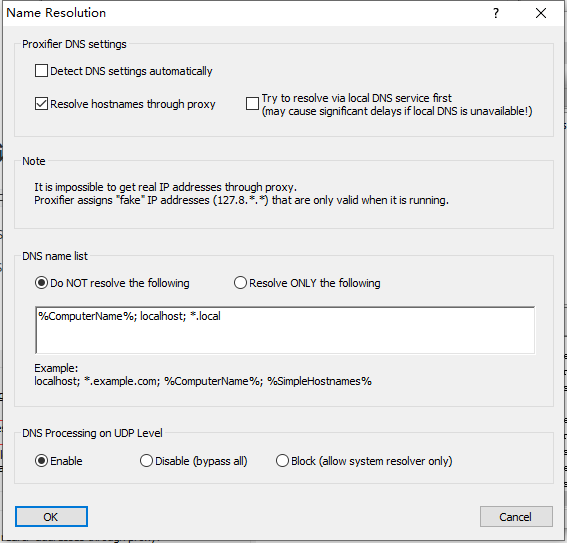 Name Resolution
Proxifier DNS settings
Detect DNS settings automatically
Resolve hostnames through proxy
Try to resolve via local DNS service first
(may cause significant delays if local DNS is unavailable!)
Note
It is impossible to get real IP addresses through proxy.
Proxifier assigns "fake" IP addresses (127.8.*.*) that are only valid when it is running.
DNS name list
Do NOT resolve the following
Resolve ONLY the following
%ComputerName%; localhost; *.local
Example:
localhost; *.example.com; %ComputerName%; %SimpleHostnames%
DNS Processing on UDP Level
Enable
Disable (bypass all)
Block (allow system resolver only)
OK
Cancel